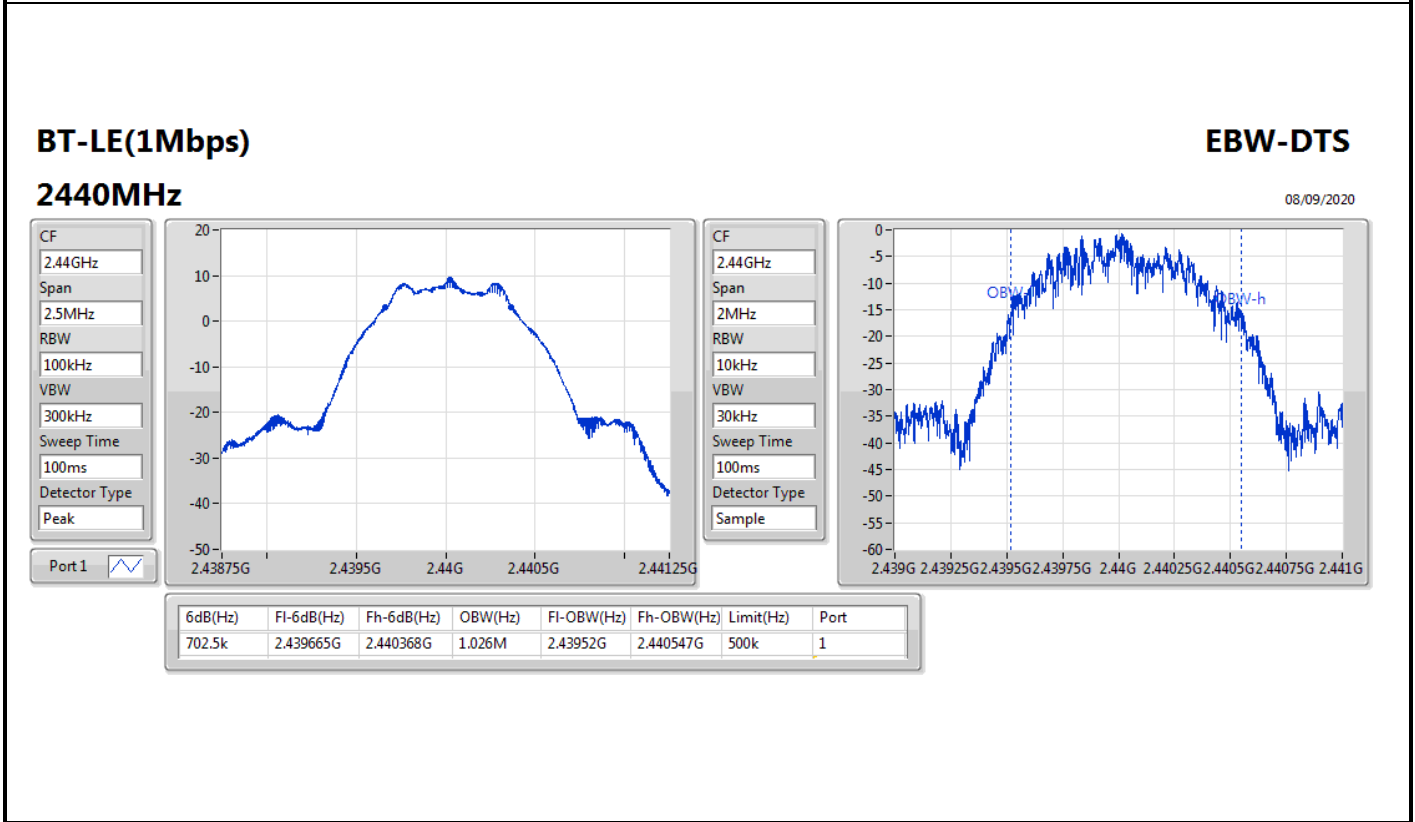 BT-LE(1Mbps)
EBW-DTS
2440MHz
08/09/2020
CF
2.44GHz
Span
2.5MHz
RBW
100kHz
VBW
300kHz
Sweep Time
100ms
Detector Type
Peak
Port 1
20
10
0
-10
-20
-30
-40
-50
2.43875G 2.4395G 2.44G 2.4405G 2.44125G
CF
2.44GHz
Span
2MHz
RBW
10kHz
VBW
30kHz
Sweep Time
100ms
Detector Type
Sample
0
-5
-10
-15
-20
-25
-30
-35
-40
-45
-50
-55
-60
OBW-h
2.439G 2.43925G 2.4395G 2.43975G 2.44G 2.44025G 2.4405G 2.44075G 2.441G
6dB(Hz) Fl-6dB(Hz) Fh-6dB(Hz) OBW(Hz) Fl-OBW(Hz) Fh-OBW(Hz) Limit(Hz) Port
702.5k 2.439665G 2.440368G 1.026M 2.43952G 2.440547G 500k 1